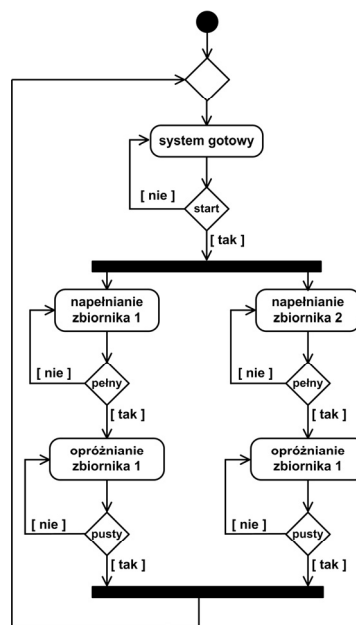 system gotowy
[ nie ]
start
[ tak ]
napełnianie
zbiornika 1
napełnianie
zbiornika 2
[ nie ]
pełny
[ nie ]
pełny
[ tak ]
[ tak ]
opróżnianie
zbiornika 1
opróżnianie
zbiornika 1
[ nie ]
pusty
[ nie ]
pusty
[ tak ]
[ tak ]